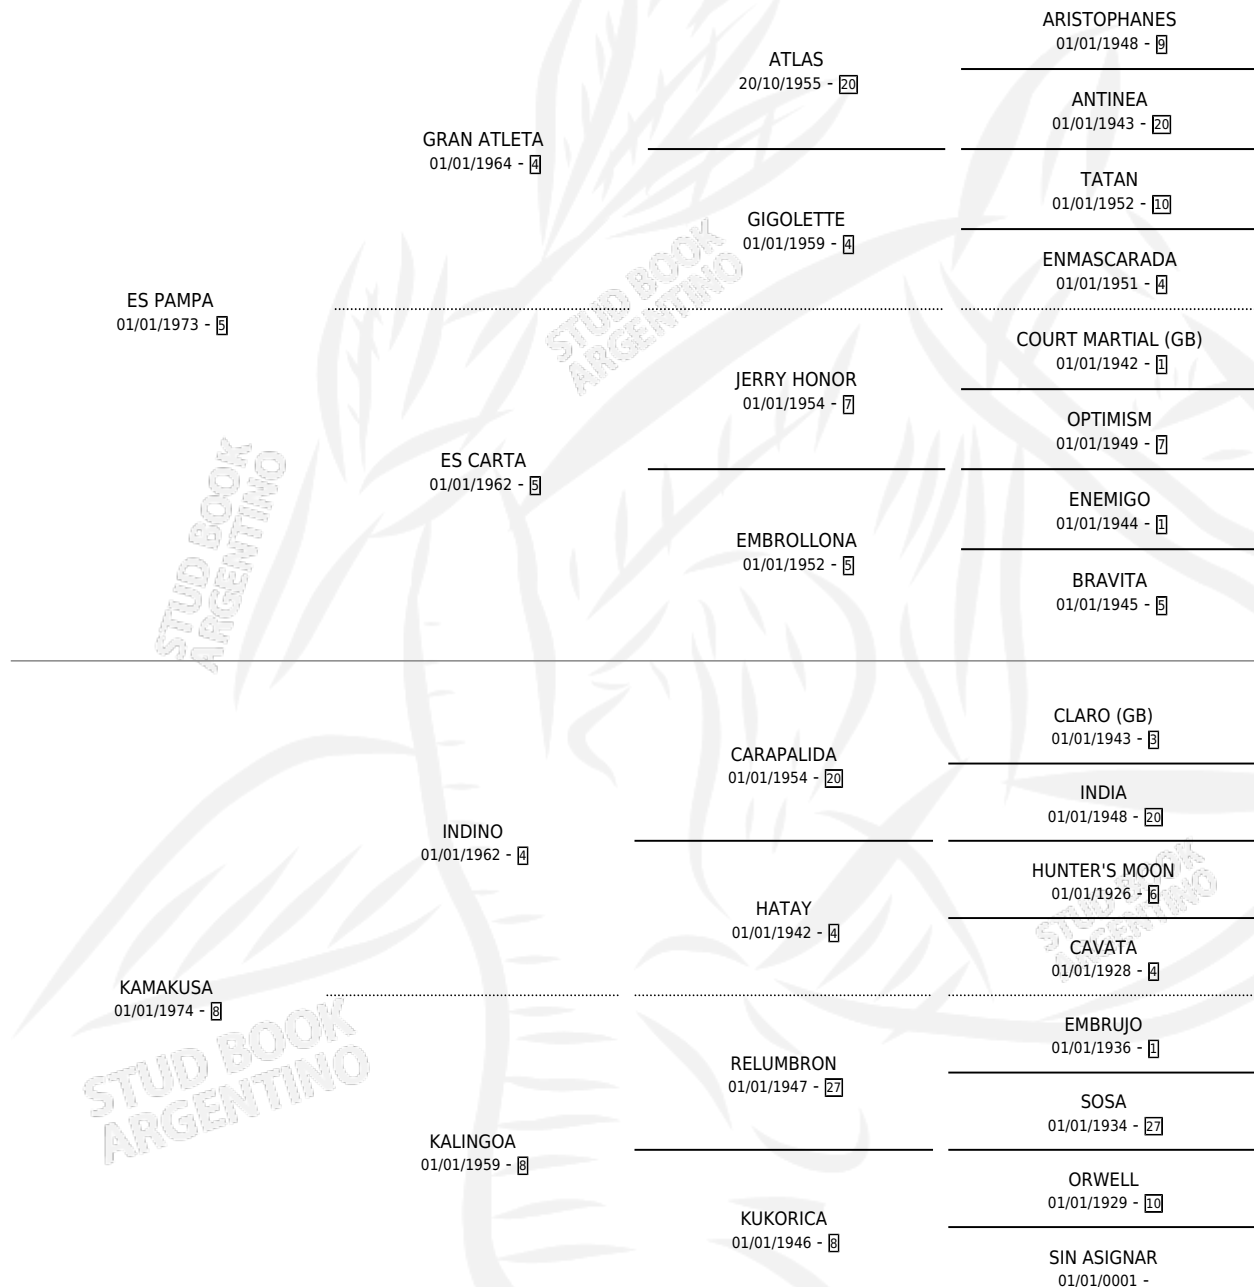 ARISTOPHANES
01/01/1948 - 9
ATLAS
20/10/1955 - 20
ANTINEA
01/01/1943 - 20
GRAN ATLETA
01/01/1964 - 4
TATAN
01/01/1952 - 10
GIGOLETTE
01/01/1959 - 4
ENMASCARADA
01/01/1951 - 4
ES PAMPA
01/01/1973 - 5
COURT MARTIAL (GB)
01/01/1942 - 1
JERRY HONOR
01/01/1954 - 7
OPTIMISM
01/01/1949 - 7
ES CARTA
01/01/1962 - 5
ENEMIGO
01/01/1944 - 1
EMBROLLONA
01/01/1952 - 5
BRAVITA
01/01/1945 - 5
CLARO (GB)
01/01/1943 - 3
CARAPALIDA
01/01/1954 - 20
INDIA
01/01/1948 - 20
INDINO
01/01/1962 - 4
HUNTER'S MOON
01/01/1926 - 6
HATAY
01/01/1942 - 4
CAVATA
01/01/1928 - 4
KAMAKUSA
01/01/1974 - 8
EMBRUJO
01/01/1936 - 1
RELUMBRON
01/01/1947 - 27
SOSA
01/01/1934 - 27
KALINGOA
01/01/1959 - 8
ORWELL
01/01/1929 - 10
KUKORICA
01/01/1946 - 8
SIN ASIGNAR
01/01/0001 -
STUD BOOK
ARGENTINO
STUD BOOK
ARGENTINO
STUD BOOK
ARGENTINO
STUD BOOK
ARGENTINO